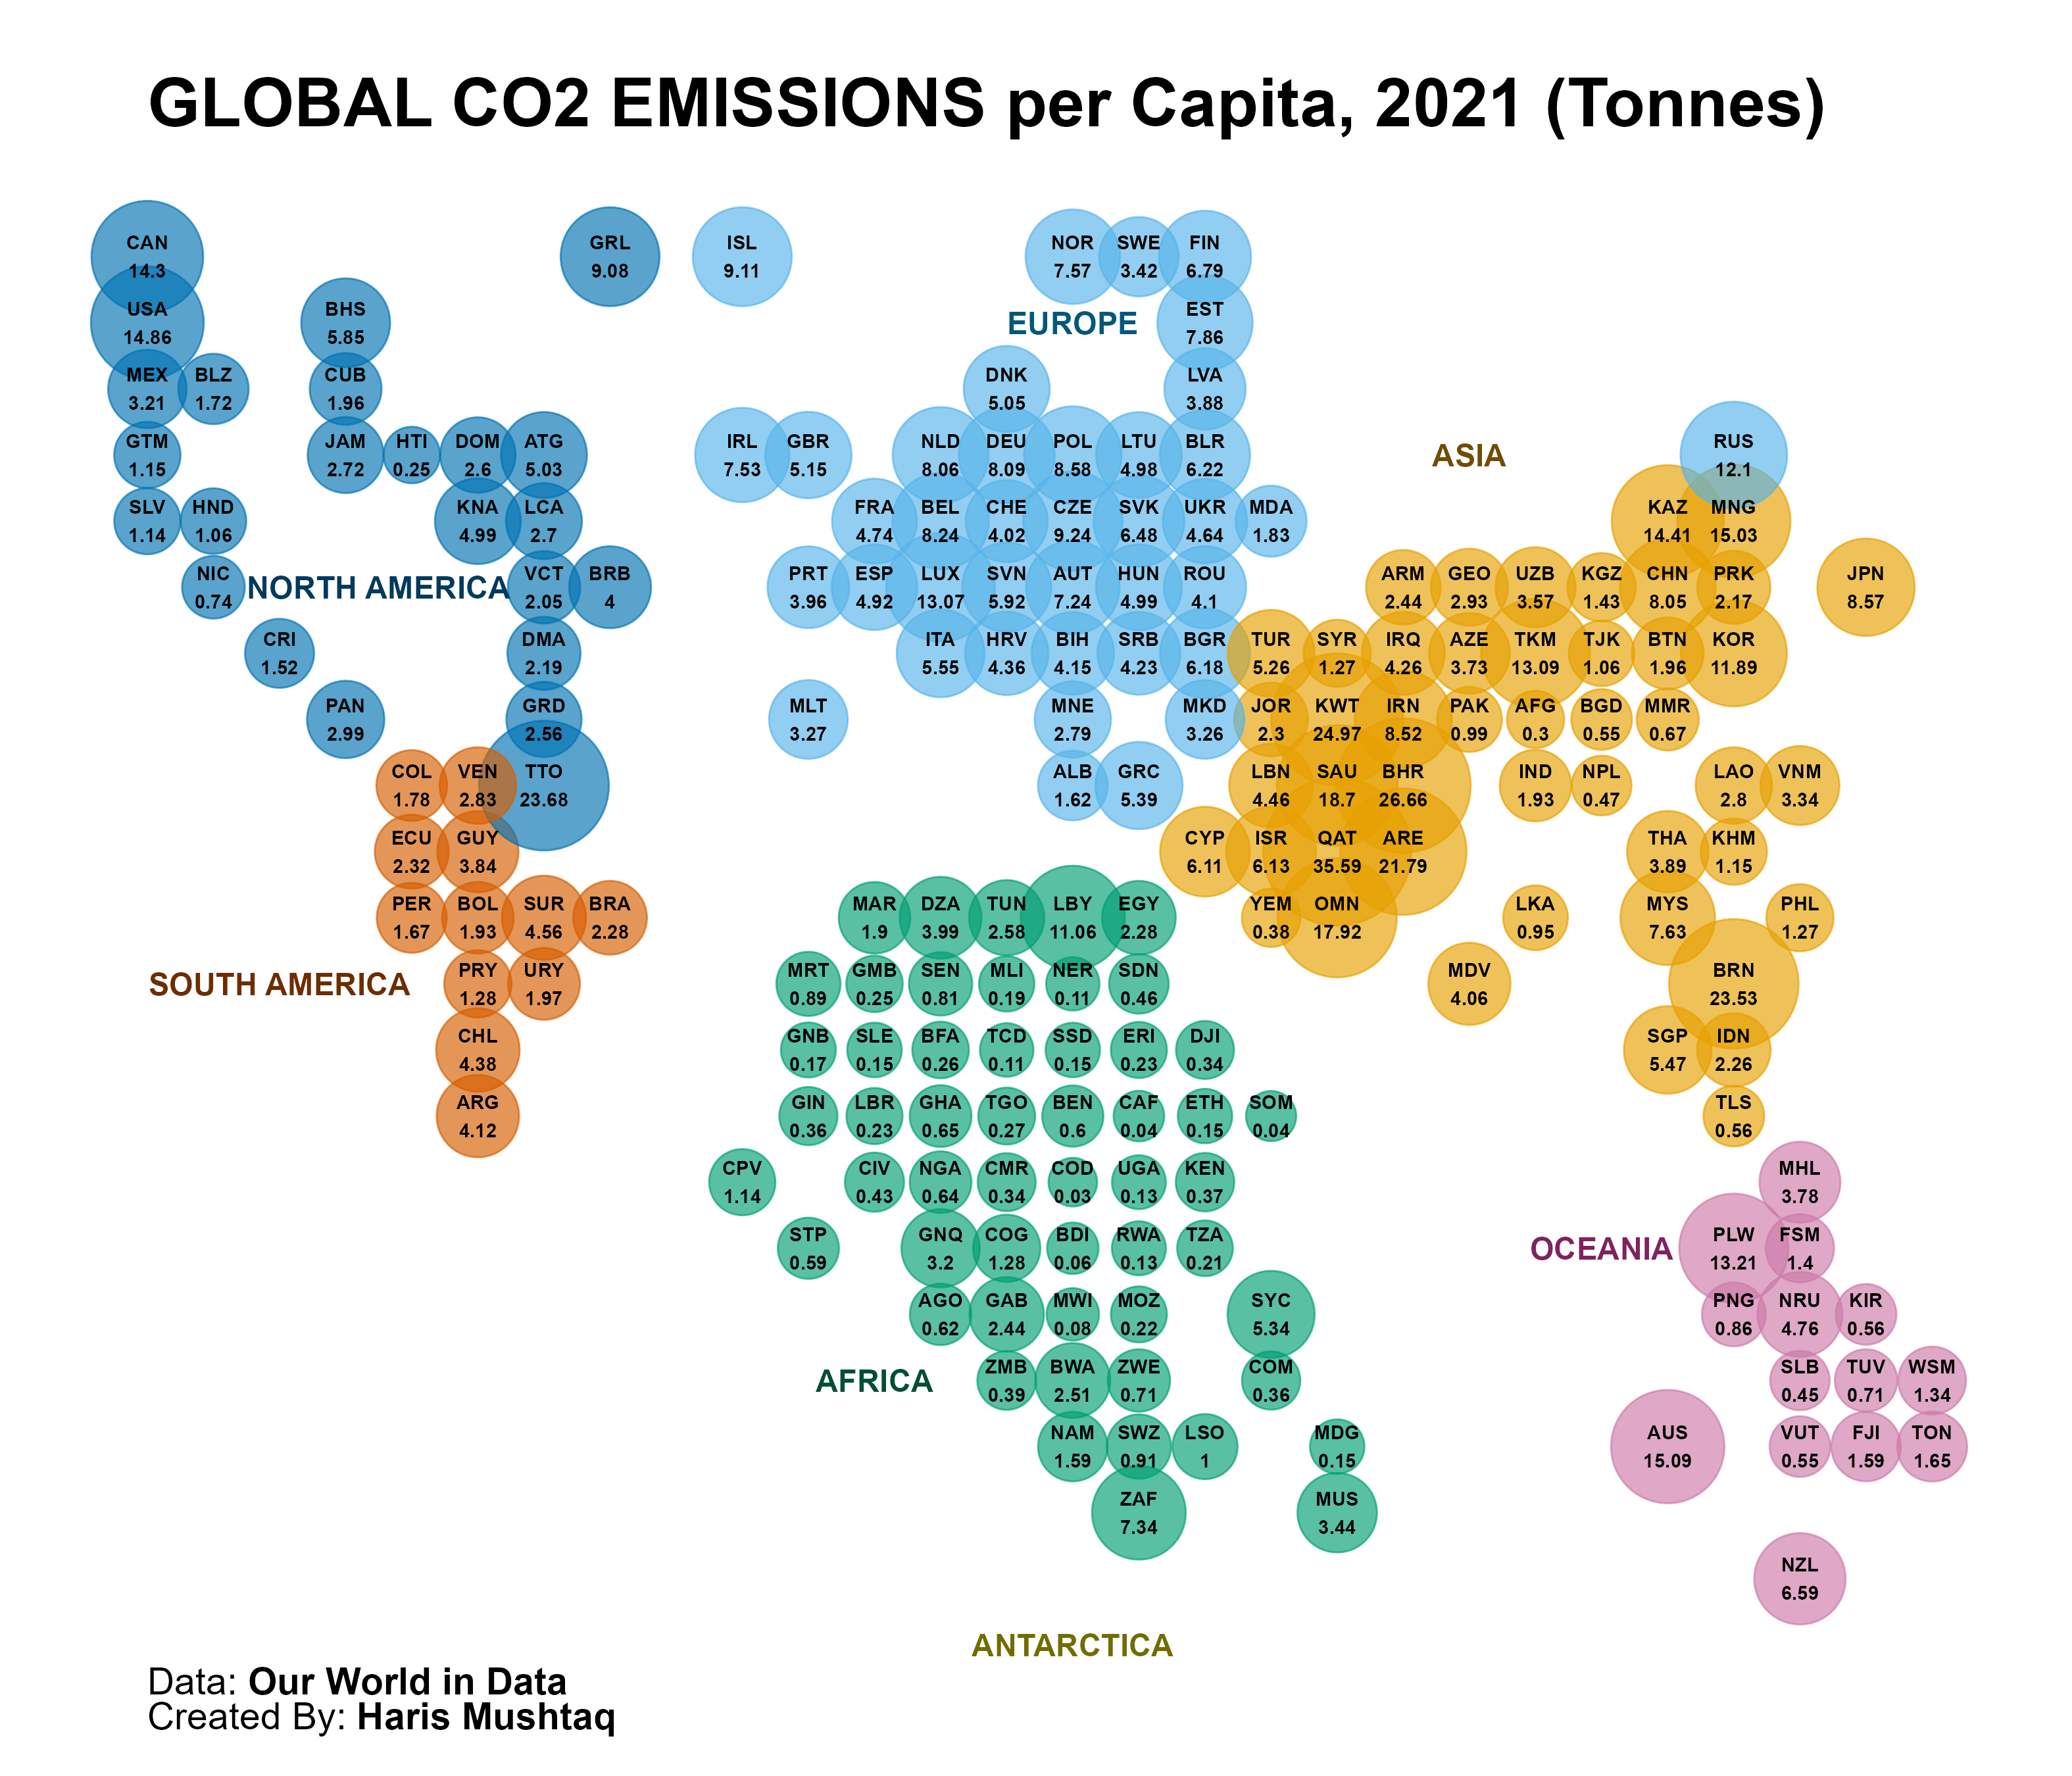 GLOBAL CO2 EMISSIONS per Capita, 2021 (Tonnes)
CAN GRL ISL NOR SWE FIN
14.3 9.08 9.11 7.57 3.42 6.79
USA BHS EUROPE EST
14.86 5.85 7.86
MEX BLZ CUB DNK LVA
3.21 1.72 1.96 5.05 3.88
GTM JAM HTI DOM ATG IRL GBR NLD DEU POL LTU BLR ASIA RUS
1.15 2.72 0.25 2.6 5.03 7.53 5.15 8.06 8.09 8.58 4.98 6.22 12.1
SLV HND KNA LCA FRA BEL CHE CZE SVK UKR MDA KAZ MNG
1.14 1.06 4.99 2.7 4.74 8.24 4.02 9.24 6.48 4.64 1.83 14.41 15.03
NIC NORTH AMERICA VCT BRB PRT ESP LUX SVN AUT HUN ROU ARM GEO UZB KGZ CHN PRK JPN
0.74 2.05 4 3.96 4.92 13.07 5.92 7.24 4.99 4.1 2.44 2.93 3.57 1.43 8.05 2.17 8.57
CRI DMA ITA HRV BIH SRB BGR TUR SYR IRQ AZE TKM TJK BTN KOR
1.52 2.19 5.55 4.36 4.15 4.23 6.18 5.26 1.27 4.26 3.73 13.09 1.06 1.96 11.89
PAN GRD MLT MNE MKD JOR KWT IRN PAK AFG BGD MMR
2.99 2.56 3.27 2.79 3.26 2.3 24.97 8.52 0.99 0.3 0.55 0.67
COL VEN TTO ALB GRC LBN SAU BHR IND NPL LAO VNM
1.78 2.83 23.68 1.62 5.39 4.46 18.7 26.66 1.93 0.47 2.8 3.34
ECU GUY CYP ISR QAT ARE THA KHM
2.32 3.84 6.11 6.13 35.59 21.79 3.89 1.15
PER BOL SUR BRA MAR DZA TUN LBY EGY YEM OMN LKA MYS PHL
1.67 1.93 4.56 2.28 1.9 3.99 2.58 11.06 2.28 0.38 17.92 0.95 7.63 1.27
SOUTH AMERICA PRY URY MRT GMB SEN MLI NER SDN MDV BRN
1.28 1.97 0.89 0.25 0.81 0.19 0.11 0.46 4.06 23.53
CHL GNB SLE BFA TCD SSD ERI DJI SGP IDN
4.38 0.17 0.15 0.26 0.11 0.15 0.23 0.34 5.47 2.26
ARG GIN LBR GHA TGO BEN CAF ETH SOM TLS
4.12 0.36 0.23 0.65 0.27 0.6 0.04 0.15 0.04 0.56
CPV CIV NGA CMR COD UGA KEN MHL
1.14 0.43 0.64 0.34 0.03 0.13 0.37 3.78
STP GNQ COG BDI RWA TZA OCEANIA PLW FSM
0.59 3.2 1.28 0.06 0.13 0.21 13.21 1.4
AGO GAB MWI MOZ SYC PNG NRU KIR
0.62 2.44 0.08 0.22 5.34 0.86 4.76 0.56
AFRICA ZMB BWA ZWE COM SLB TUV WSM
0.39 2.51 0.71 0.36 0.45 0.71 1.34
NAM SWZ LSO MDG AUS VUT FJI TON
1.59 0.91 1 0.15 15.09 0.55 1.59 1.65
ZAF MUS
7.34 3.44
NZL
6.59
ANTARCTICA
Data: Our World in Data
Created By: Haris Mushtaq